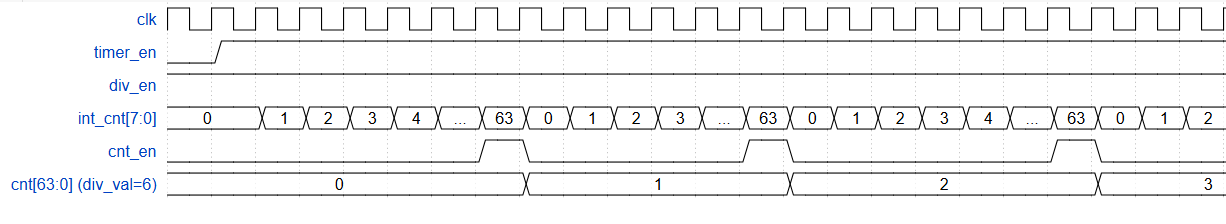 clk
timer_en
div_en
int_cnt[7:0] 0 1 2 3 4 ... 63 0 1 2 3 ... 63 0 1 2 3 4 ... 63 0 1 2
cnt_en
cnt[63:0] (div_val=6) 0 1 2 3